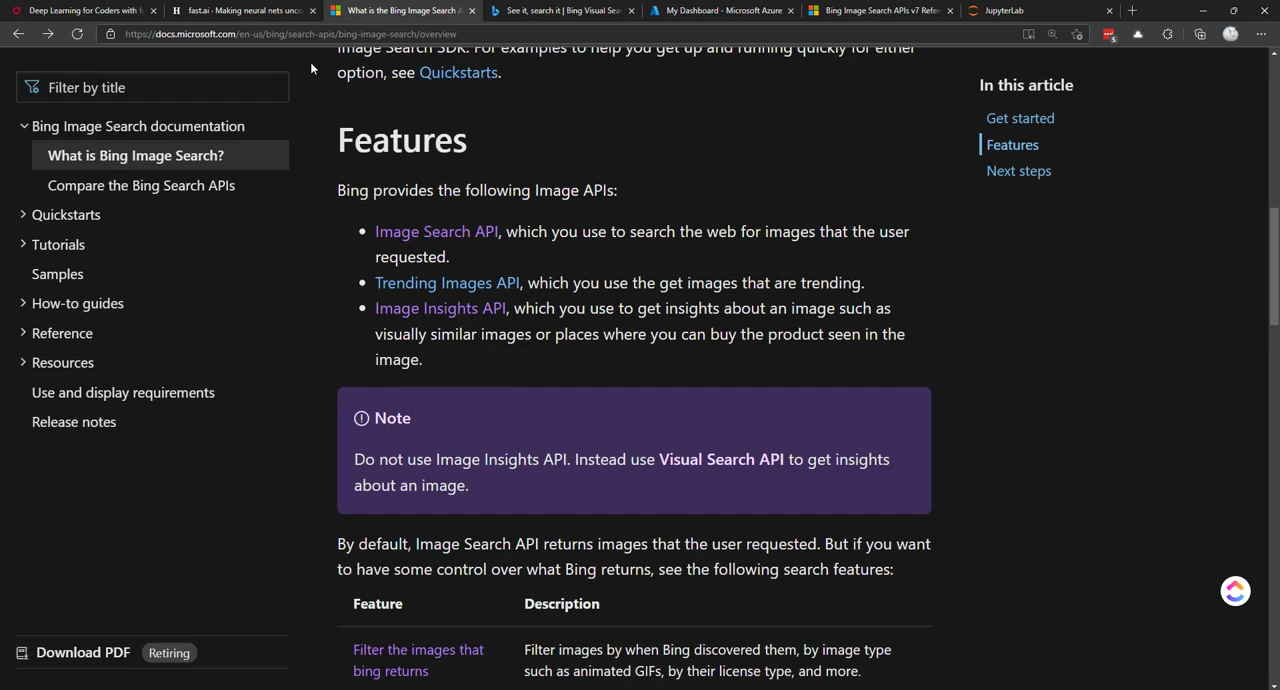 Deep Learning for Coders with fa
fast.ai · Making neural nets unco
What is the Bing Image Search A
See it, search it | Bing Visual Sear
My Dashboard - Microsoft Azure
Bing Image Search APIs v7 Refer
JupyterLab
https://docs.microsoft.com/en-us/bing/search-apis/bing-image-search/overview
5
Filter by title
Bing Image Search documentation
What is Bing Image Search?
Compare the Bing Search APIs
Quickstarts
Tutorials
Samples
How-to guides
Reference
Resources
Use and display requirements
Release notes
Download PDF Retiring
Image Search SDK. For examples to help you get up and running quickly for either
option, see Quickstarts.
Features
Bing provides the following Image APIs:
• Image Search API, which you use to search the web for images that the user
requested.
• Trending Images API, which you use the get images that are trending.
• Image Insights API, which you use to get insights about an image such as
visually similar images or places where you can buy the product seen in the
image.
Note
Do not use Image Insights API. Instead use Visual Search API to get insights
about an image.
By default, Image Search API returns images that the user requested. But if you want
to have some control over what Bing returns, see the following search features:
Feature Description
Filter the images that Filter images by when Bing discovered them, by image type
bing returns such as animated GIFs, by their license type, and more.
In this article
Get started
Features
Next steps